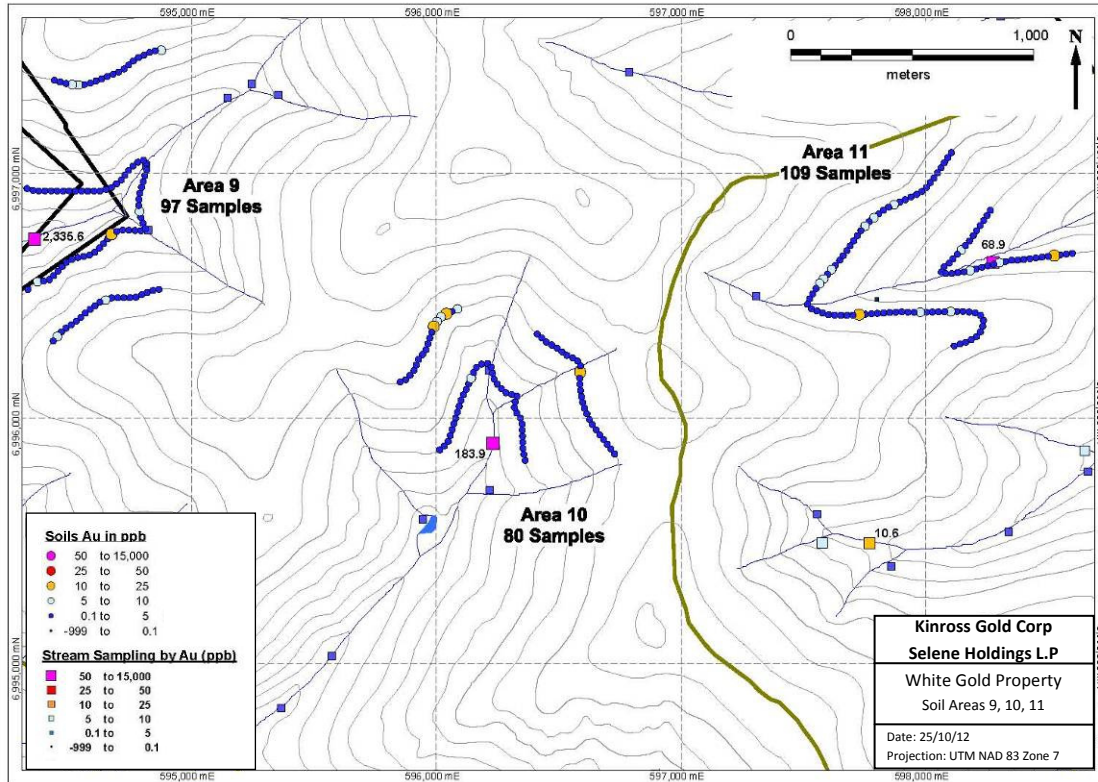 595,000 mE
596,000 mE
597,000 mE
598,000 mE
0 1,000
meters
N
6,997,000 mN
6,996,000 mN
6,995,000 mN
Area 9
97 Samples
2,335.6
Area 11
109 Samples
68.9
183.9
Area 10
80 Samples
10.6
Soils Au in ppb
50 to 15,000
25 to 50
10 to 25
5 to 10
0.1 to 5
-999 to 0.1
Stream Sampling by Au (ppb)
50 to 15,000
25 to 50
10 to 25
5 to 10
0.1 to 5
-999 to 0.1
Kinross Gold Corp
Selene Holdings L.P
White Gold Property
Soil Areas 9, 10, 11
Date: 25/10/12
Projection: UTM NAD 83 Zone 7
595,000 mE
596,000 mE
597,000 mE
598,000 mE